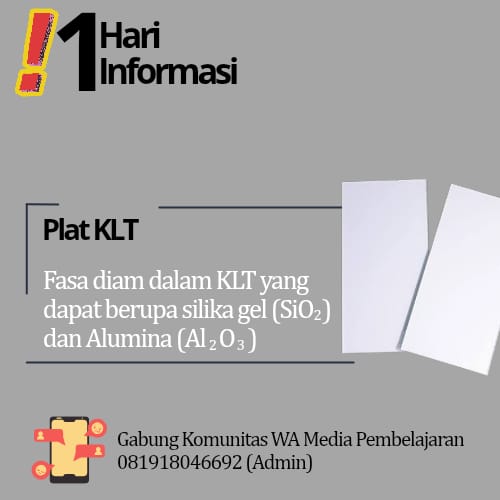 !1 Hari
Informasi
Plat KLT
Fasa diam dalam KLT yang
dapat berupa silika gel (SiO₂)
dan Alumina (Al₂O₃)
Gabung Komunitas WA Media Pembelajaran
081918046692 (Admin)